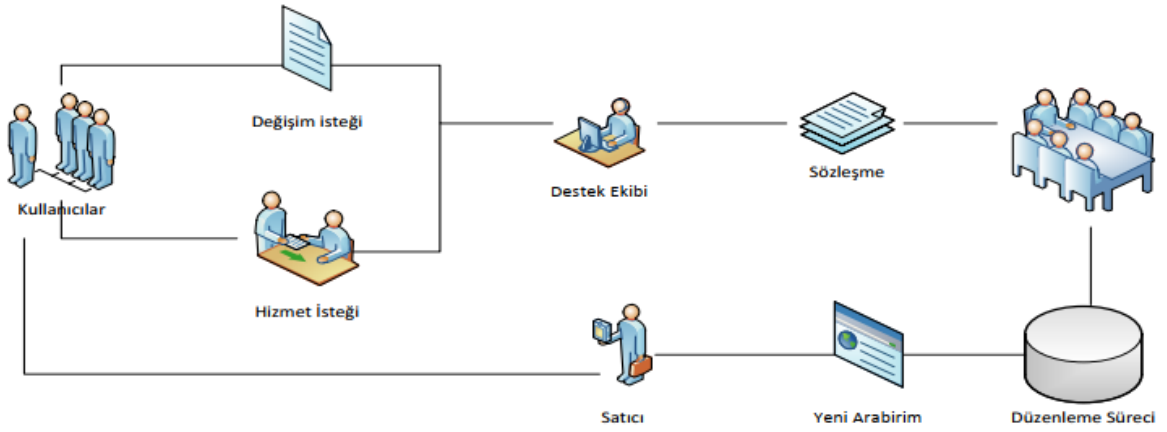 Değişim isteği
Kullanıcılar
Destek Ekibi
Sözleşme
Hizmet İsteği
Satıcı
Yeni Arabirim
Düzenleme Süreci